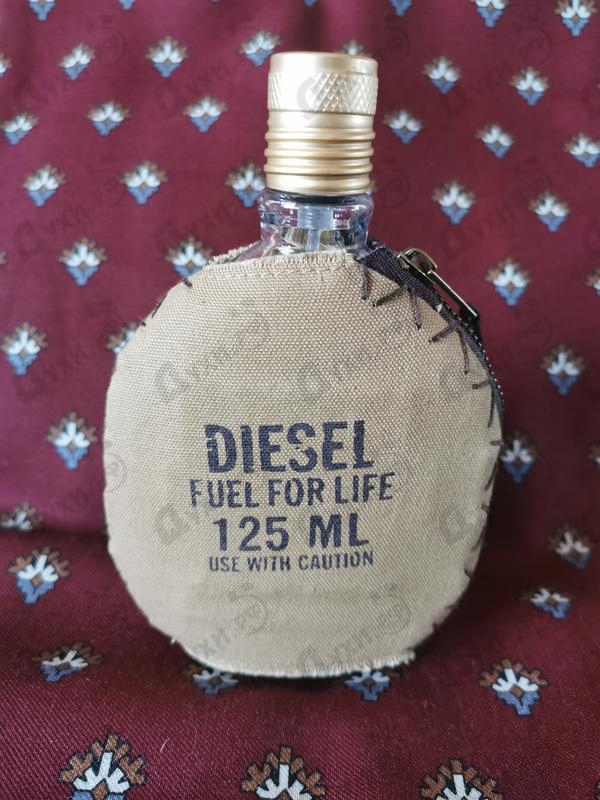 DIESEL
FUEL FOR LIFE
125 ML
USE WITH CAUTION